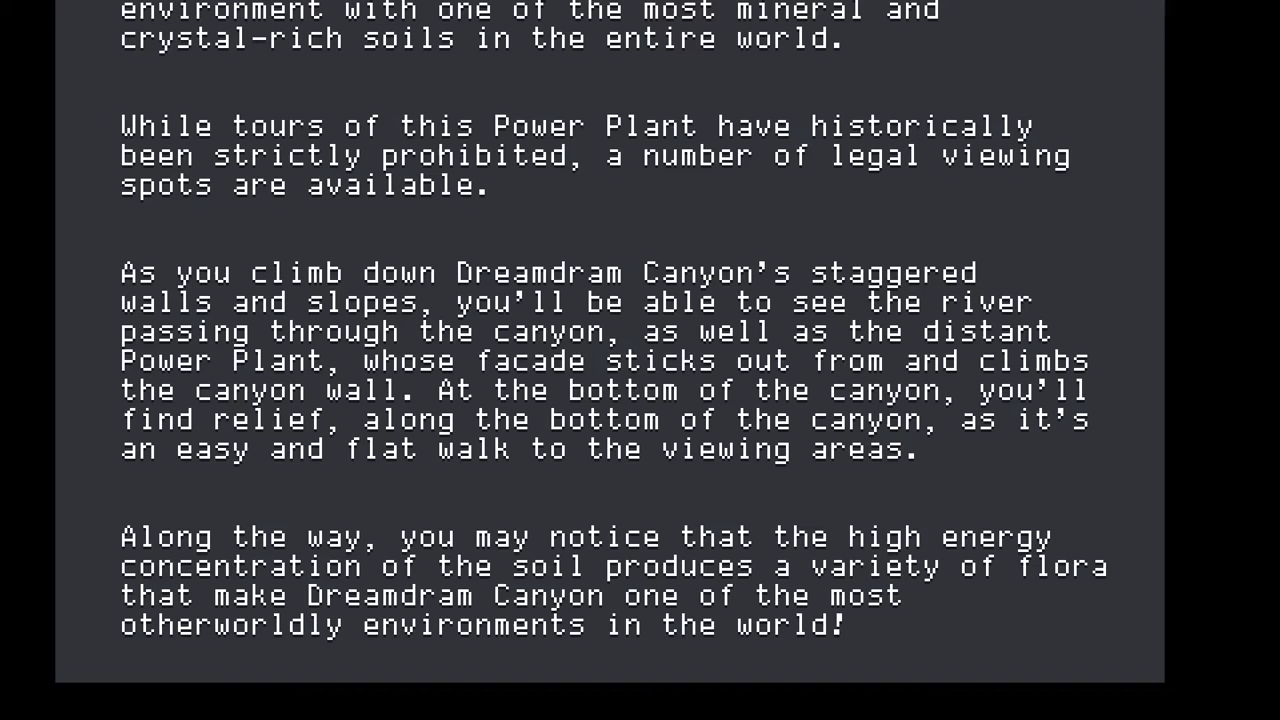 environment with one of the most mineral and
crystal-rich soils in the entire world.
While tours of this Power Plant have historically
been strictly prohibited, a number of legal viewing
spots are available.
As you climb down Dreamdram Canyon's staggered
walls and slopes, you'll be able to see the river
passing through the canyon, as well as the distant
Power Plant, whose facade sticks out from and climbs
the canyon wall. At the bottom of the canyon, you'll
find relief, along the bottom of the canyon, as it's
an easy and flat walk to the viewing areas.
Along the way, you may notice that the high energy
concentration of the soil produces a variety of flora
that make Dreamdram Canyon one of the most
otherworldly environments in the world!